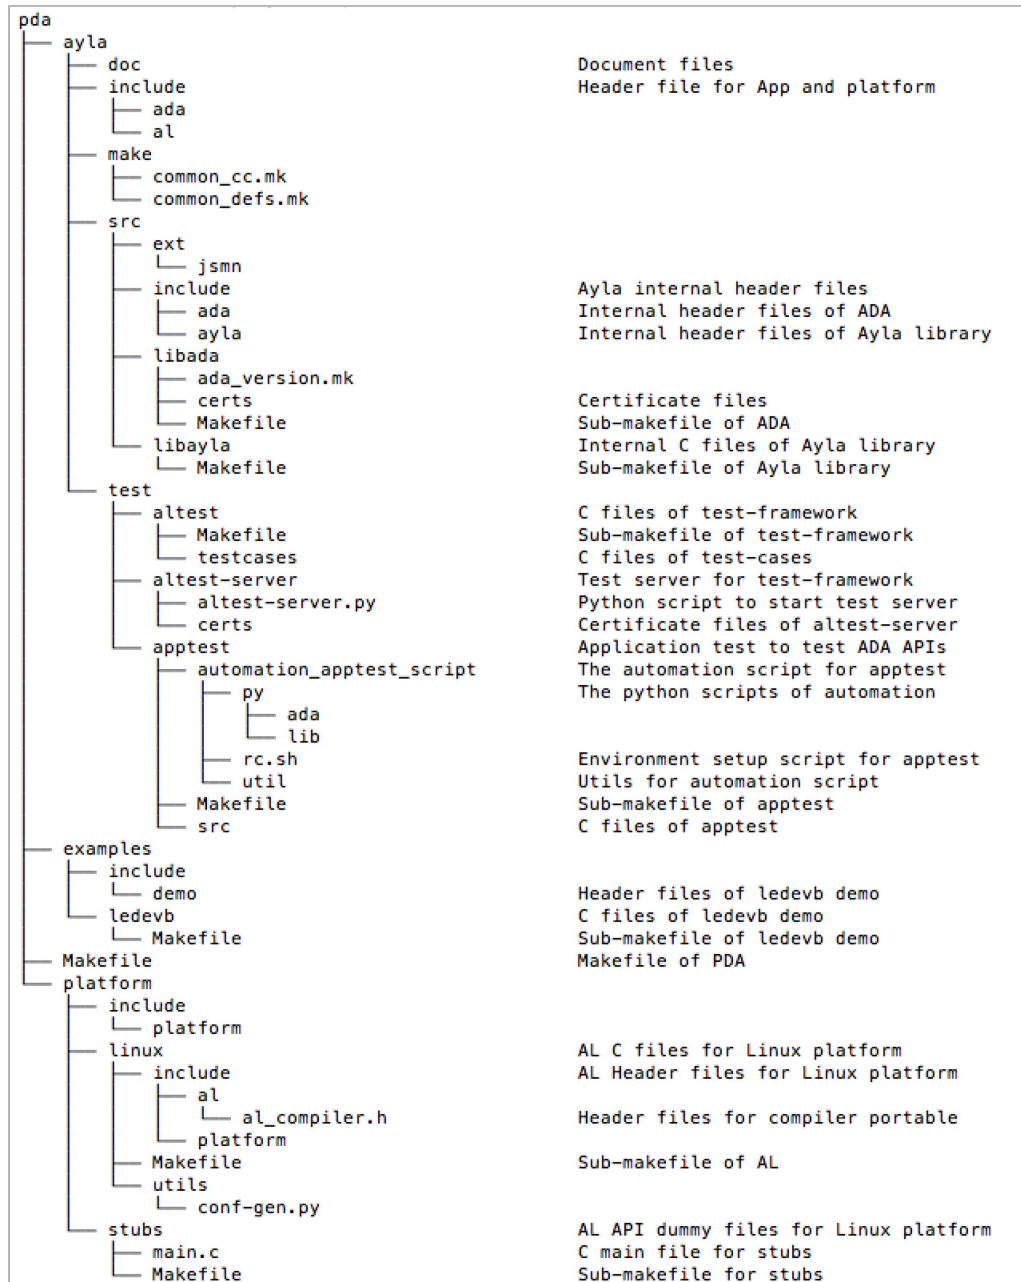 pda
├── ayla
│   ├── doc                                       Document files
│   ├── include                                   Header file for App and platform
│   │   ├── ada
│   │   └── al
│   ├── make
│   │   ├── common_cc.mk
│   │   └── common_defs.mk
│   ├── src
│   │   ├── ext
│   │   │   └── jsmn
│   │   ├── include                               Ayla internal header files
│   │   │   ├── ada                               Internal header files of ADA
│   │   │   └── ayla                              Internal header files of Ayla library
│   │   ├── libada
│   │   │   ├── ada_version.mk
│   │   │   ├── certs                             Certificate files
│   │   │   └── Makefile                          Sub-makefile of ADA
│   │   └── libayla                               Internal C files of Ayla library
│   │       └── Makefile                          Sub-makefile of Ayla library
│   └── test
│       ├── altest                                C files of test-framework
│       │   ├── Makefile                          Sub-makefile of test-framework
│       │   └── testcases                         C files of test-cases
│       ├── altest-server                         Test server for test-framework
│       │   ├── altest-server.py                  Python script to start test server
│       │   └── certs                             Certificate files of altest-server
│       └── apptest                               Application test to test ADA APIs
│           ├── automation_apptest_script         The automation script for apptest
│           │   ├── py                            The python scripts of automation
│           │   │   ├── ada
│           │   │   └── lib
│           │   ├── rc.sh                         Environment setup script for apptest
│           │   └── util                          Utils for automation script
│           ├── Makefile                          Sub-makefile of apptest
│           └── src                               C files of apptest
├── examples
│   ├── include
│   │   └── demo                                  Header files of ledevb demo
│   └── ledevb                                    C files of ledevb demo
│       └── Makefile                              Sub-makefile of ledevb demo
├── Makefile                                      Makefile of PDA
└── platform
    ├── include
    │   └── platform
    ├── linux                                     AL C files for Linux platform
    │   ├── include                               AL Header files for Linux platform
    │   │   ├── al
    │   │   │   └── al_compiler.h                 Header files for compiler portable
    │   │   └── platform
    │   ├── Makefile                              Sub-makefile of AL
    │   └── utils
    │       └── conf-gen.py
    └── stubs                                     AL API dummy files for Linux platform
        ├── main.c                                C main file for stubs
        └── Makefile                              Sub-makefile for stubs